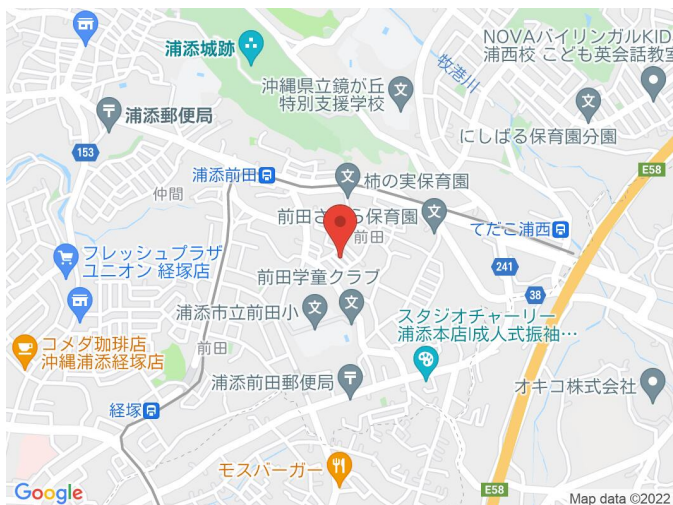 NOVAバイリンガルKID
浦西校 こども英会話教室
浦添城跡
牧港川
沖縄県立鏡が丘
特別支援学校
浦添郵便局
にしばる保育園分園
153
E58
浦添前田
柿の実保育園
仲間
前田さくら保育園
前田
てだこ浦西
フレッシュプラザ
ユニオン 経塚店
前田学童クラブ
241
38
浦添市立前田小
スタジオチャーリー
浦添本店|成人式振袖…
コメダ珈琲店
沖縄浦添経塚店
前田
浦添前田郵便局
オキコ株式会社
経塚
モスバーガー
E58
Google
Map data ©2022